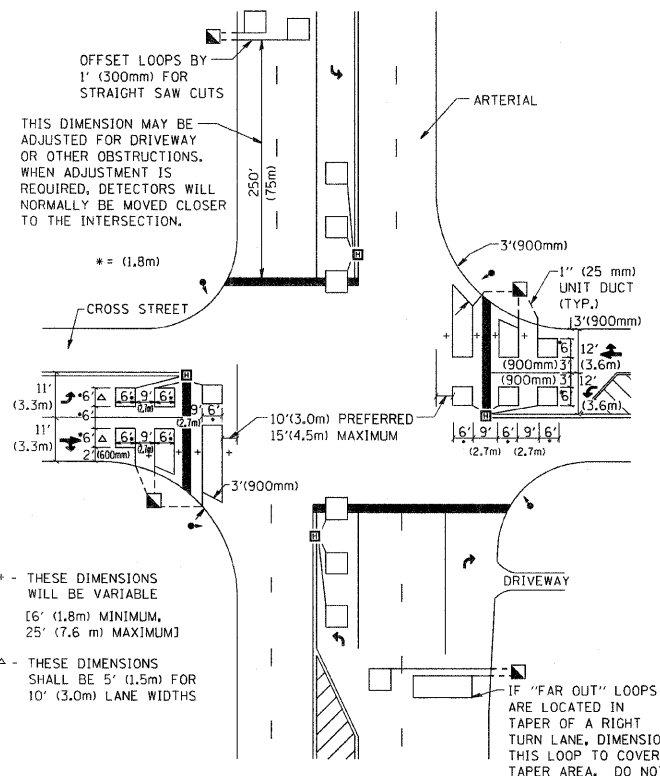 OFFSET LOOPS BY
1' (300mm) FOR
STRAIGHT SAW CUTS
THIS DIMENSION MAY BE
ADJUSTED FOR DRIVEWAY
OR OTHER OBSTRUCTIONS.
WHEN ADJUSTMENT IS
REQUIRED, DETECTORS WILL
NORMALLY BE MOVED CLOSER
TO THE INTERSECTION.
* = (1.8m)
250'
(75m)
ARTERIAL
3'(900mm)
1" (25 mm)
UNIT DUCT
(TYP.)
3'(900mm)
CROSS STREET
H
H
11'
(3.3m)
11'
(3.3m)
*6'
*6'
*6'
2' (600mm)
6' 9' 6'
(2.7m)
9' 6'
(2.7m)
6' 9' 6'
(2.7m)
10'(3.0m) PREFERRED
15'(4.5m) MAXIMUM
3'(900mm)
6'
12'
(3.6m)
(900mm) 3'
(900mm) 3'
12'
(3.6m)
6'
H
6' 9' 6' 9' 6'
(2.7m) (2.7m)
H
DRIVEWAY
+ - THESE DIMENSIONS
WILL BE VARIABLE
[6' (1.8m) MINIMUM,
25' (7.6 m) MAXIMUM]
△ - THESE DIMENSIONS
SHALL BE 5' (1.5m) FOR
10' (3.0m) LANE WIDTHS
IF "FAR OUT" LOOPS
ARE LOCATED IN
TAPER OF A RIGHT
TURN LANE, DIMENSIO
THIS LOOP TO COVER
TAPER AREA. DO NO